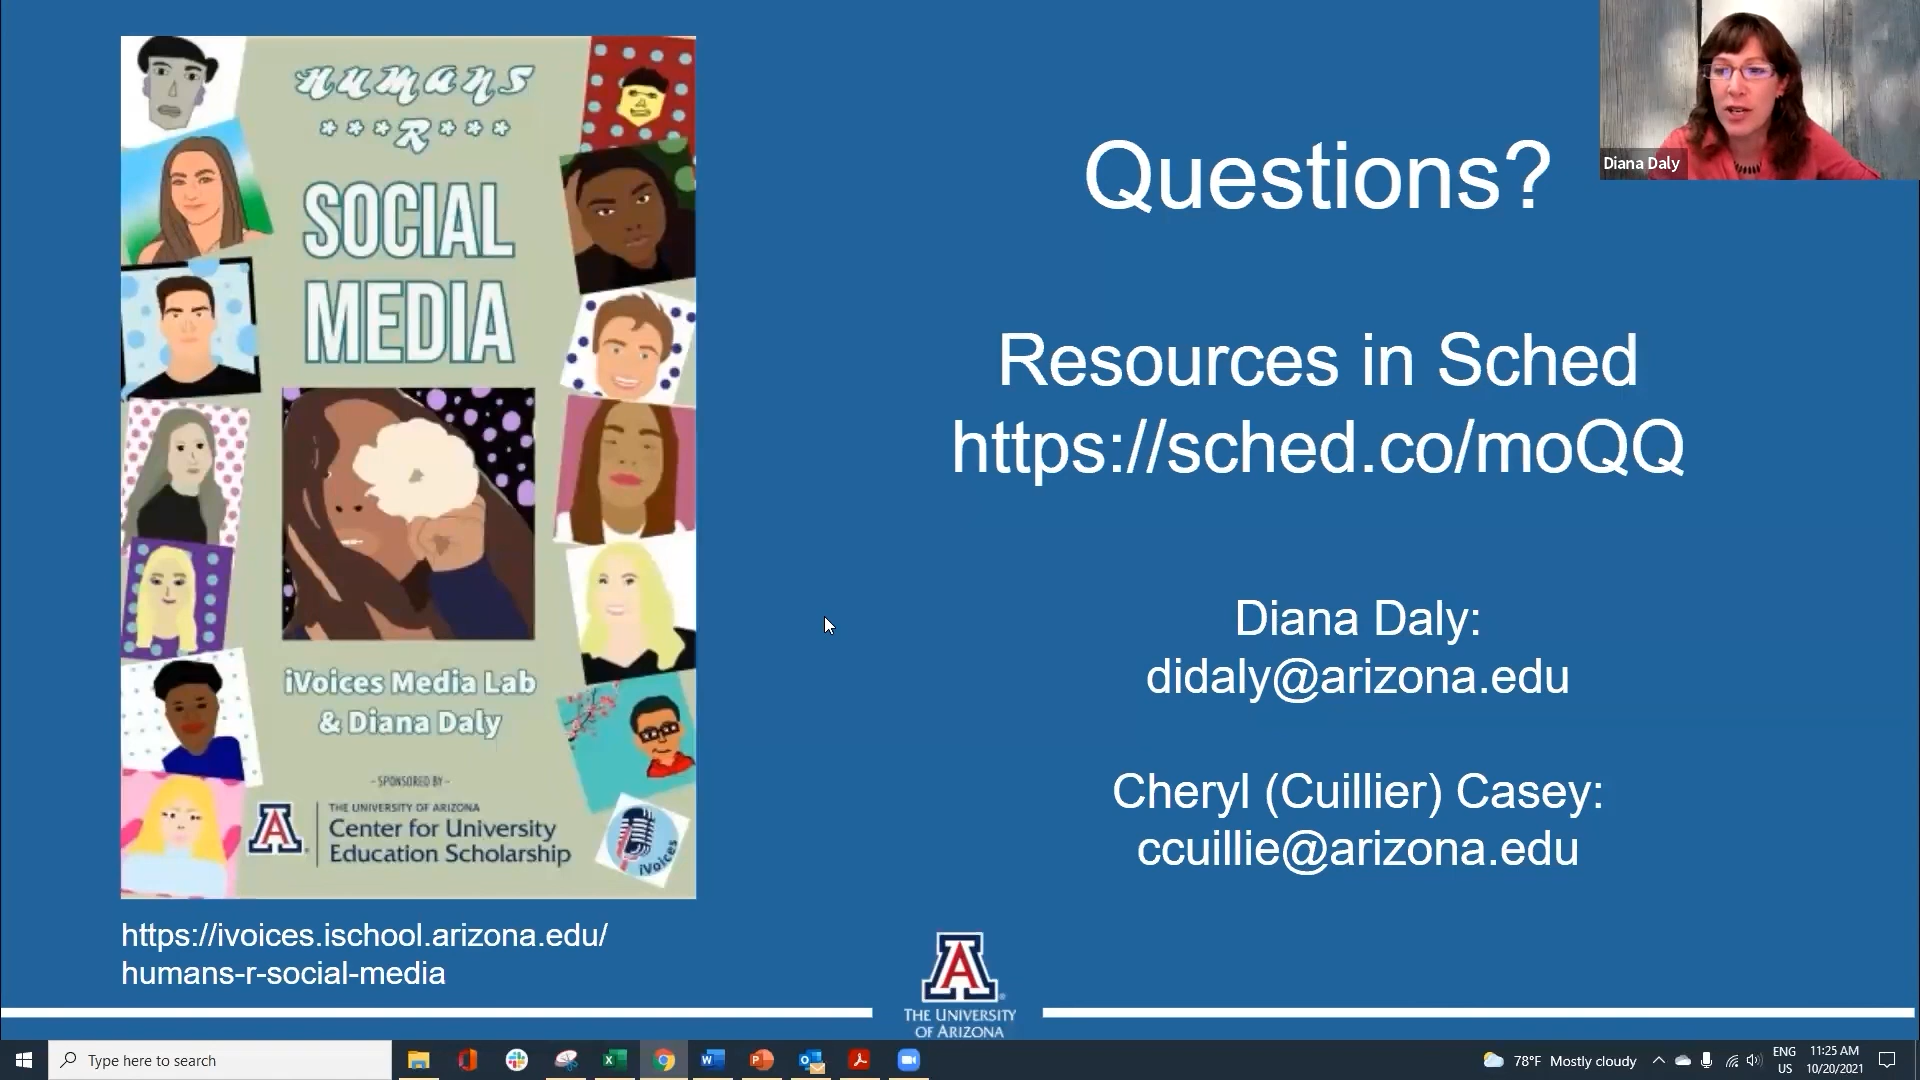 HUMANS
***R***
SOCIAL
MEDIA
iVoices Media Lab
& Diana Daly
- SPONSORED BY -
A
THE UNIVERSITY OF ARIZONA
Center for University
Education Scholarship
iVoices
https://ivoices.ischool.arizona.edu/
humans-r-social-media
Questions?
Resources in Sched
https://sched.co/moQQ
Diana Daly:
didaly@arizona.edu
Cheryl (Cuillier) Casey:
ccuillie@arizona.edu
Diana Daly
A
THE UNIVERSITY
OF ARIZONA
Type here to search
78°F Mostly cloudy
ENG
US
11:25 AM
10/20/2021